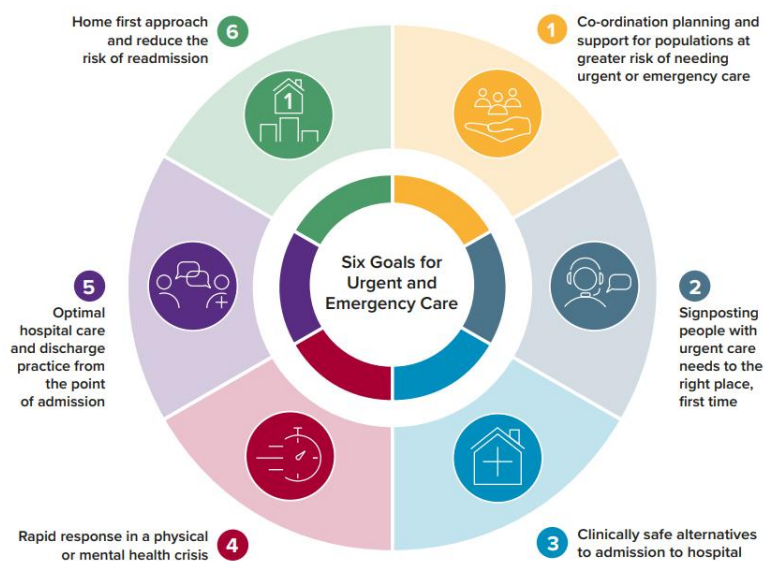 Six Goals for
Urgent and
Emergency Care
1
Co-ordination planning and
support for populations at
greater risk of needing
urgent or emergency care
2
Signposting
people with
urgent care
needs to the
right place,
first time
3
Clinically safe alternatives
to admission to hospital
4
Rapid response in a physical
or mental health crisis
5
Optimal
hospital care
and discharge
practice from
the point
of admission
6
Home first approach
and reduce the
risk of readmission
1